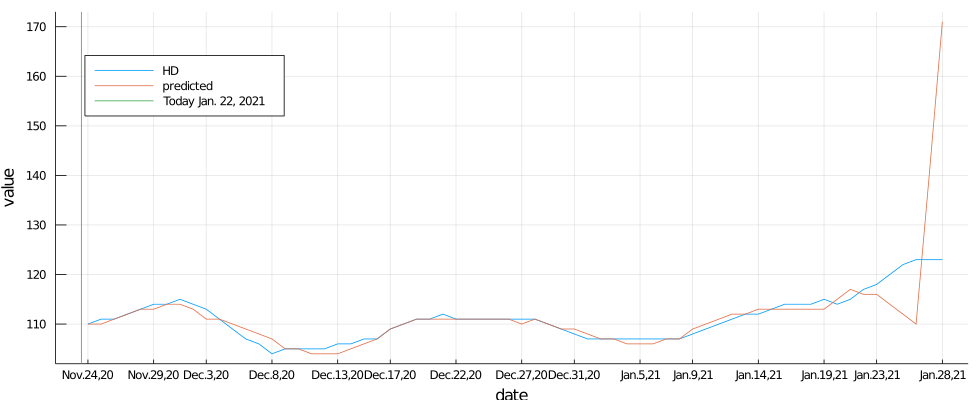 170
160
150
140
130
120
110
value
HD
predicted
Today Jan. 22, 2021
Nov.24,20 Nov.29,20 Dec.3,20 Dec.8,20 Dec.13,20 Dec.17,20 Dec.22,20 Dec.27,20 Dec.31,20 Jan.5,21 Jan.9,21 Jan.14,21 Jan.19,21 Jan.23,21 Jan.28,21
date